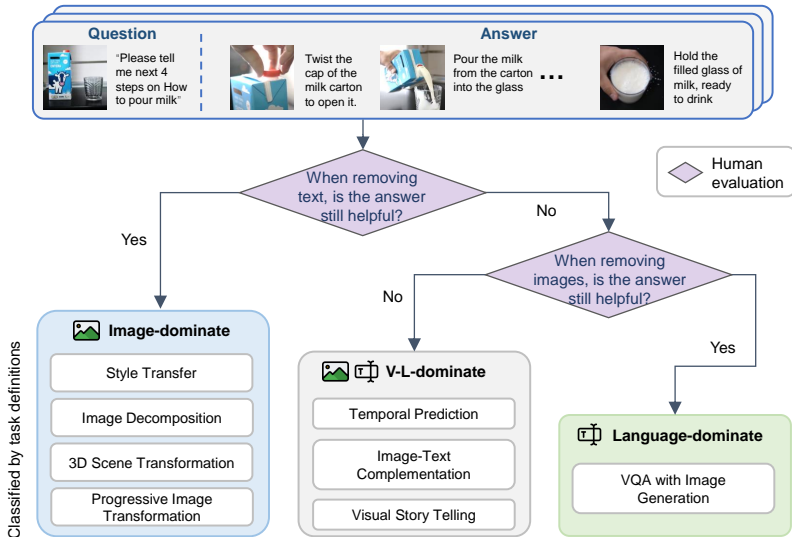 Question
Answer
"Please tell
me next 4
steps on How
to pour milk"
Twist the
cap of the
milk carton
to open it.
Pour the milk
from the carton
into the glass
...
Hold the
filled glass of
milk, ready
to drink
Human
evaluation
When removing
text, is the answer
still helpful?
Yes
No
When removing
images, is the answer
still helpful?
No
Yes
Classified by task definitions
Image-dominate
Style Transfer
Image Decomposition
3D Scene Transformation
Progressive Image
Transformation
T V-L-dominate
Temporal Prediction
Image-Text
Complementation
Visual Story Telling
T Language-dominate
VQA with Image
Generation